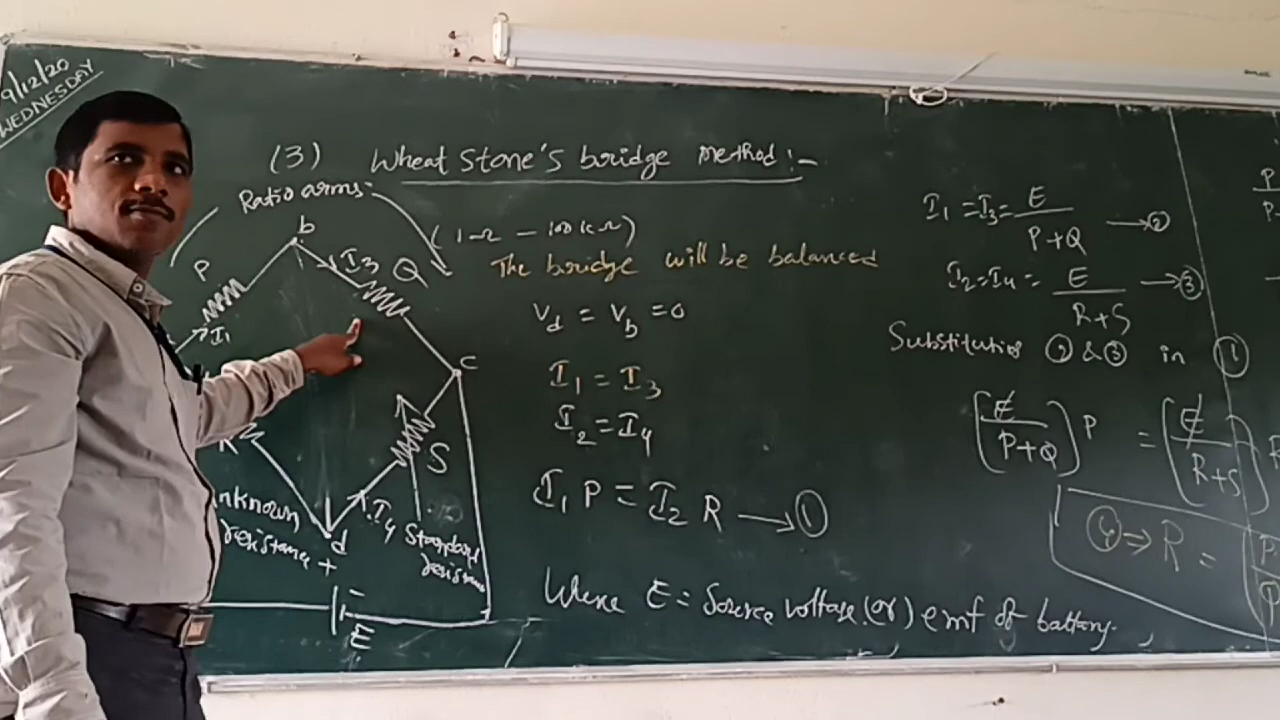 9/12/20
WEDNESDAY
(3) Wheat Stone's bridge method:-
Ratio arms:
(1Ω - 100kΩ)
The bridge will be balanced
Vd = Vb = 0
I1 = I3
I2 = I4
I1 P = I2 R → ①
Where E = Source voltage (or) emf of battary.
b
P
I3 Q
I1
c
S
R
unknown
resistance
d
I4 Standard
+ -
E
I1 = I3 = E / P+Q → ②
I2 = I4 = E / R+S → ③
Substituting ② & ③ in ①
[E / P+Q] P = [E / R+S] R
④ ⇒ R = P / Q
P